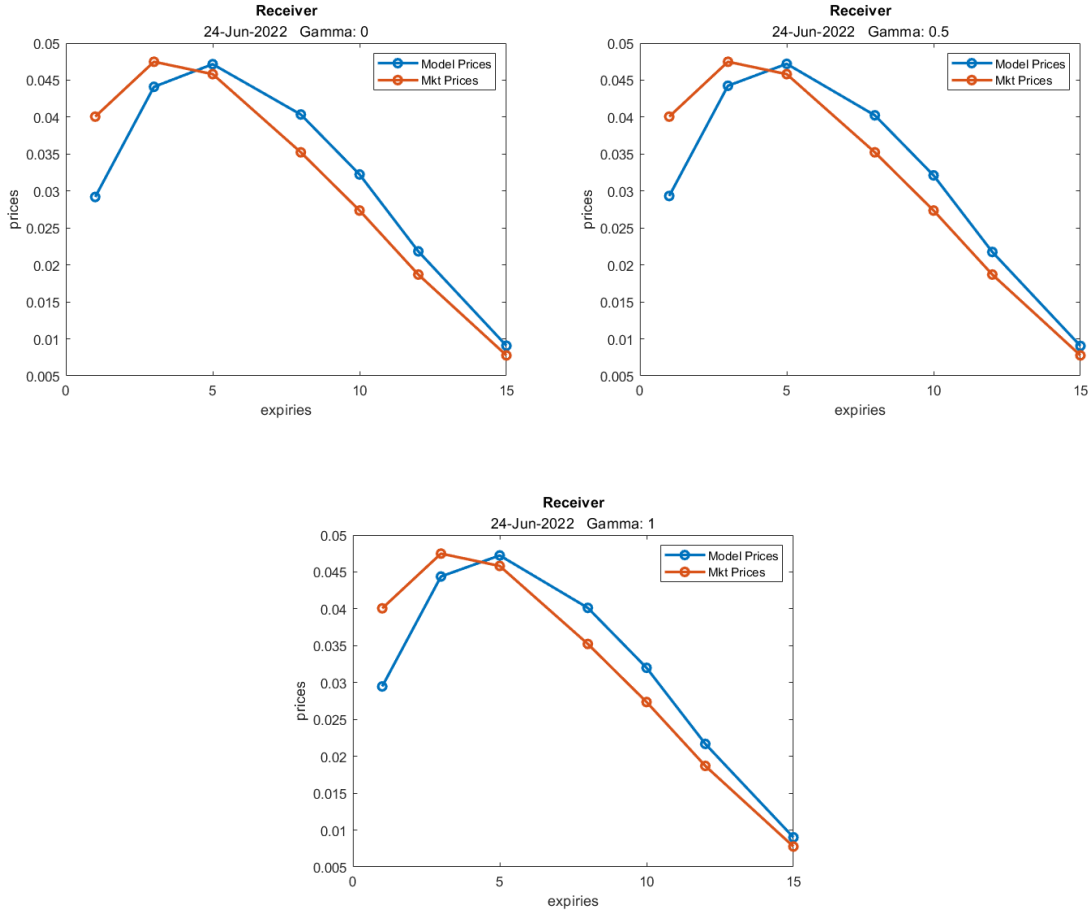 Receiver
24-Jun-2022 Gamma: 0
0.05
0.045
0.04
0.035
0.03
0.025
0.02
0.015
0.01
0.005
prices
0
5
10
15
expiries
Model Prices
Mkt Prices
Receiver
24-Jun-2022 Gamma: 0.5
0.05
0.045
0.04
0.035
0.03
0.025
0.02
0.015
0.01
0.005
prices
0
5
10
15
expiries
Model Prices
Mkt Prices
Receiver
24-Jun-2022 Gamma: 1
0.05
0.045
0.04
0.035
0.03
0.025
0.02
0.015
0.01
0.005
prices
0
5
10
15
expiries
Model Prices
Mkt Prices